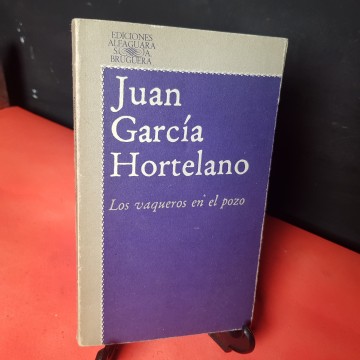 EDICIONES
ALFAGUARA
S.A.
BRUGUERA
Juan
García
Hortelano
Los vaqueros en el pozo